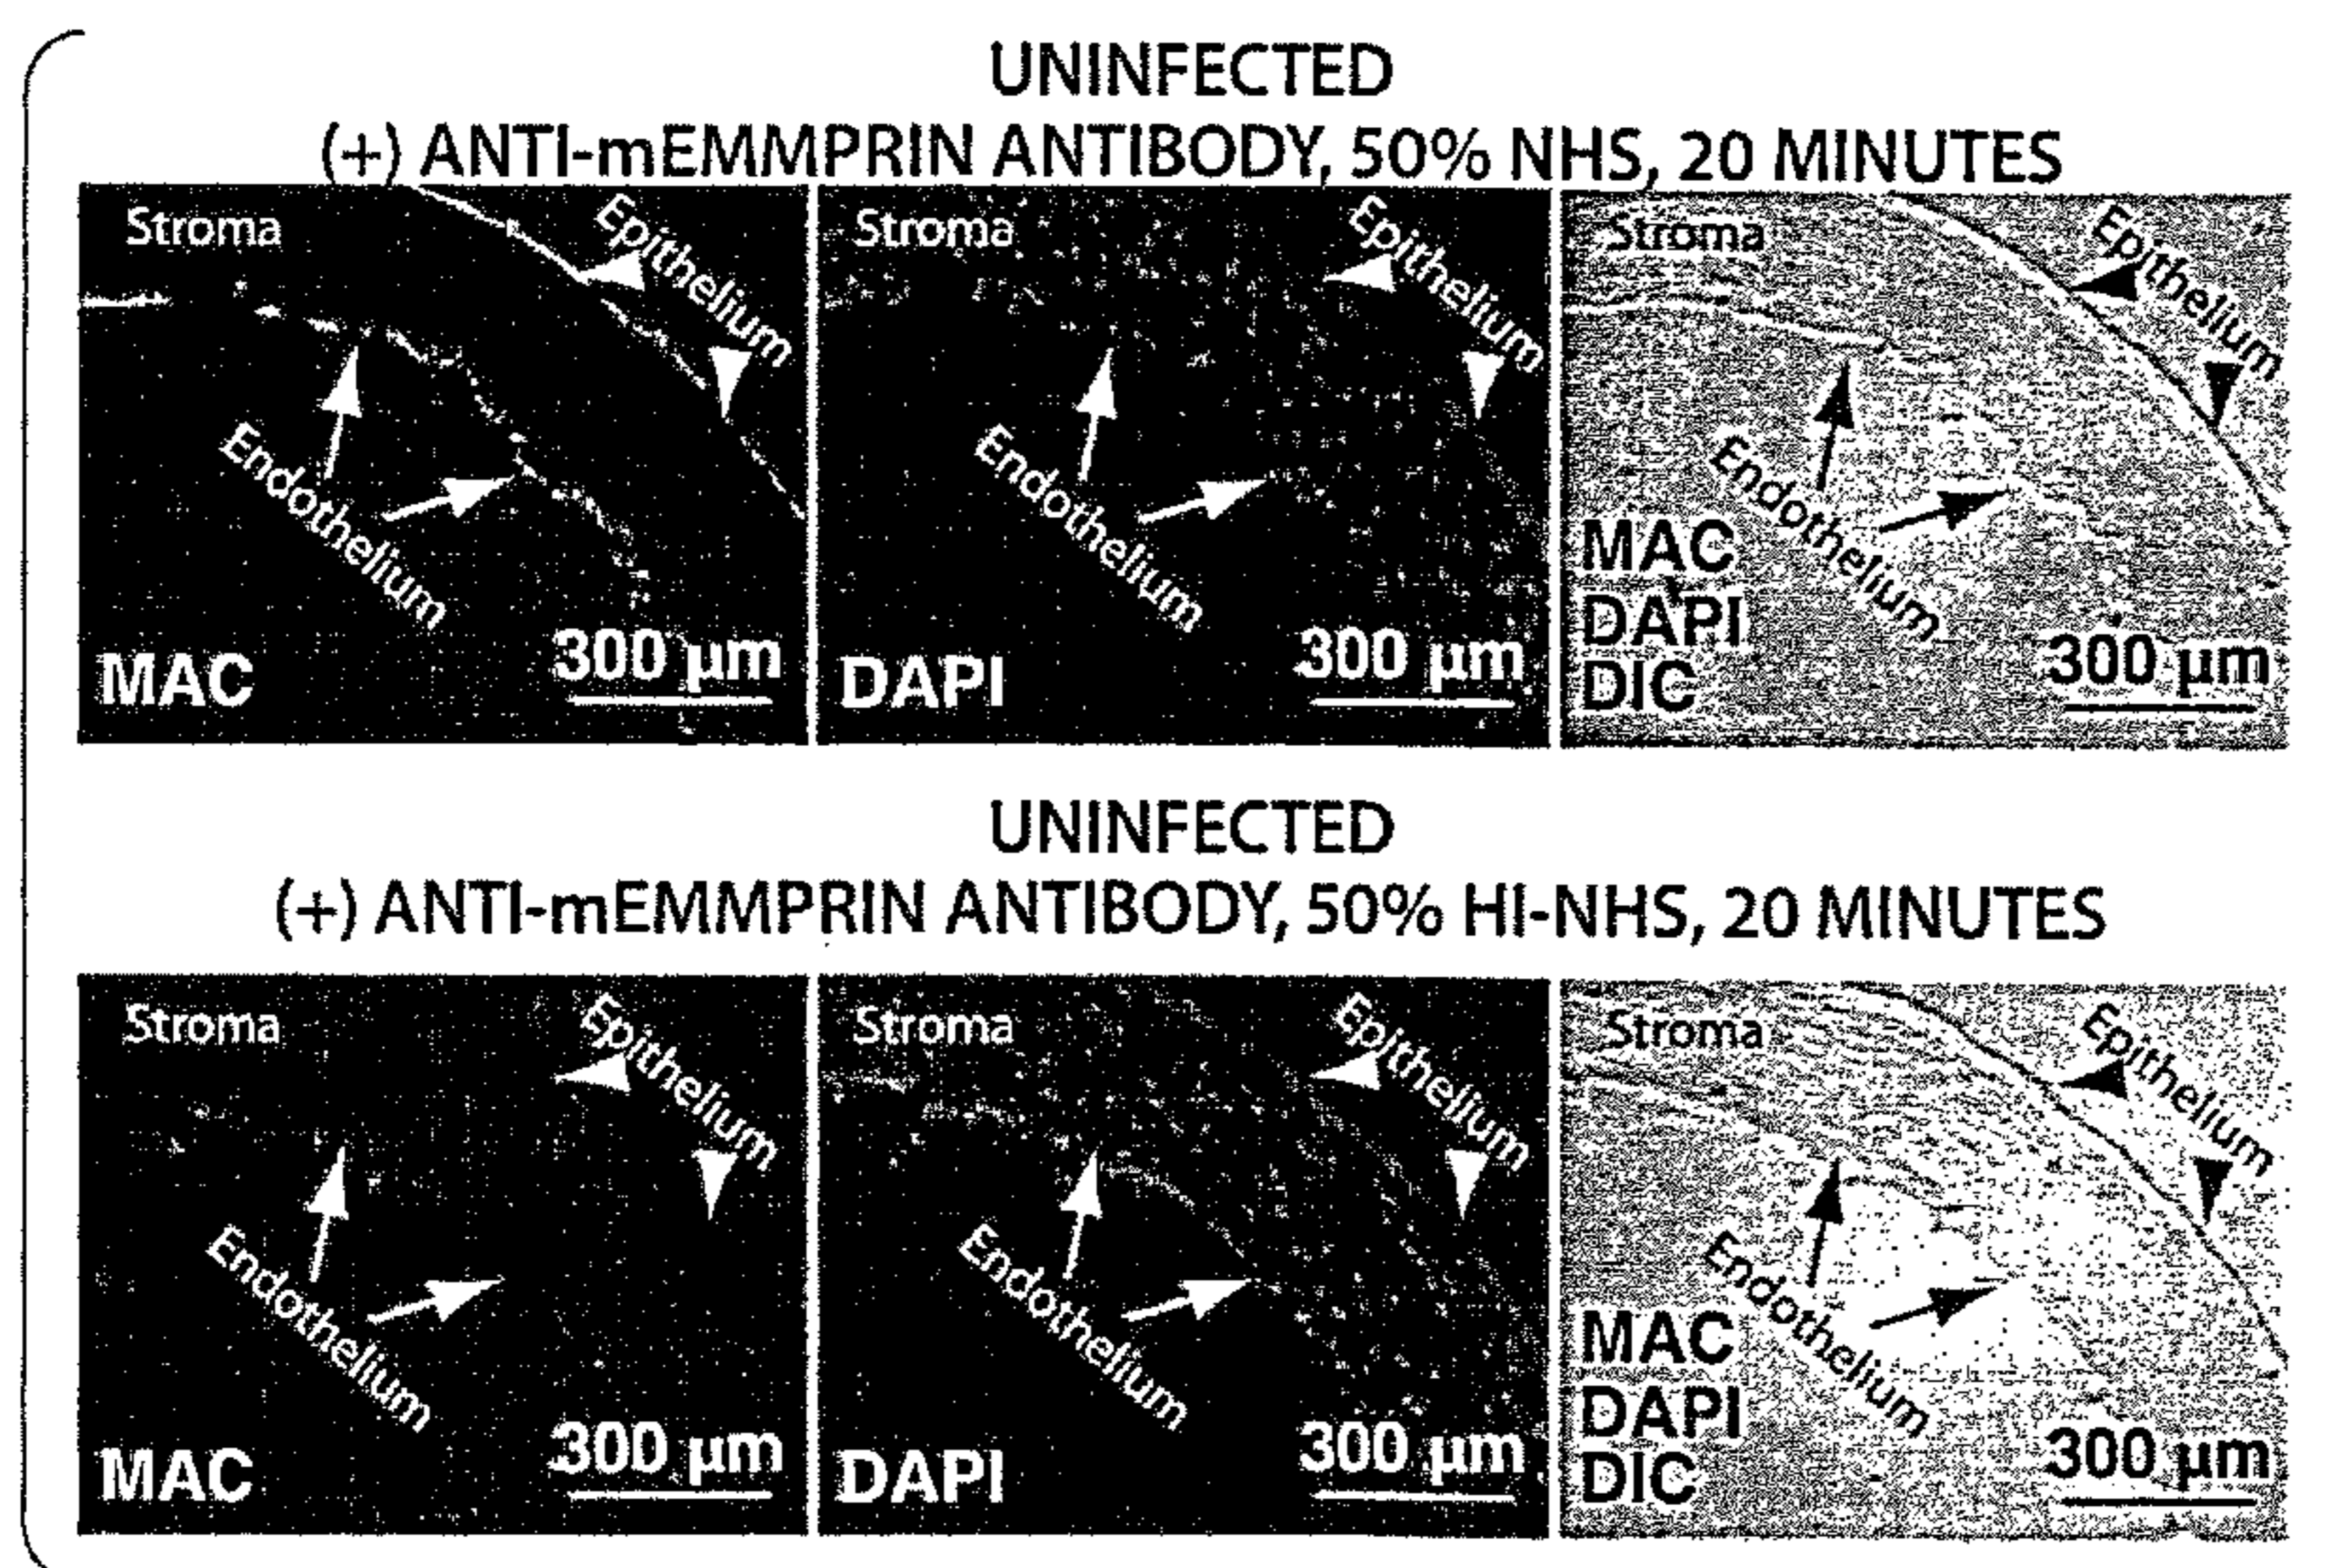 UNINFECTED
(+) ANTI-mEMMPRIN ANTIBODY, 50% NHS, 20 MINUTES
Stroma
Epithelium
Endothelium
MAC
300 µm
Stroma
Epithelium
Endothelium
DAPI
300 µm
Stroma
Epithelium
Endothelium
MAC
DAPI
DIC
300 µm
UNINFECTED
(+) ANTI-mEMMPRIN ANTIBODY, 50% HI-NHS, 20 MINUTES
Stroma
Epithelium
Endothelium
MAC
300 µm
Stroma
Epithelium
Endothelium
DAPI
300 µm
Stroma
Epithelium
Endothelium
MAC
DAPI
DIC
300 µm